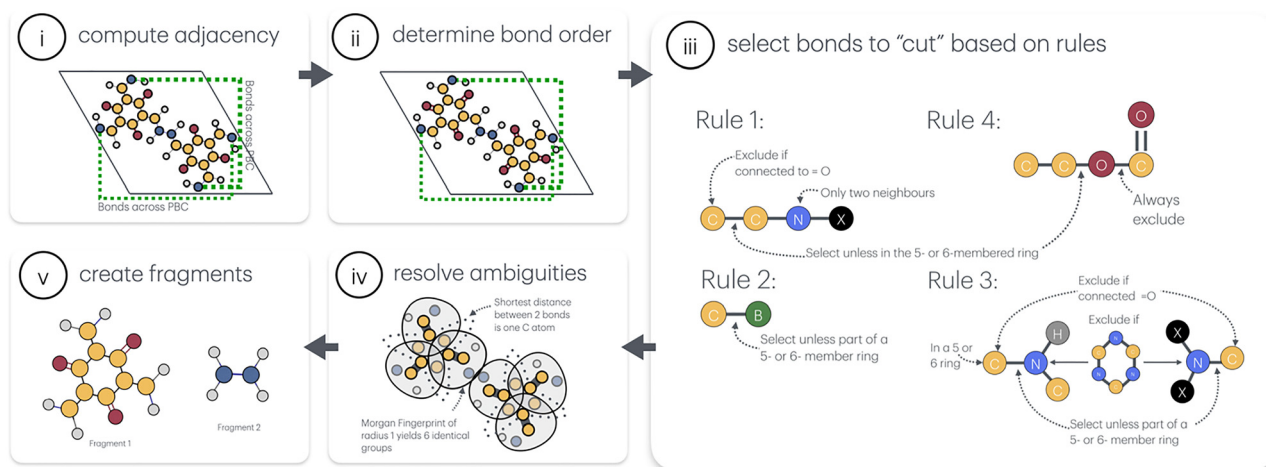 i
compute adjacency
Bonds across PBC
Bonds across PBC
ii
determine bond order
iii
select bonds to “cut” based on rules
Rule 1:
Exclude if
connected to = O
Only two neighbours
C
C
N
X
Select unless in the 5- or 6-membered ring
Rule 4:
O
C
C
O
C
Always
exclude
Rule 2:
C
B
Select unless part of a
5- or 6- member ring
Rule 3:
Exclude if
connected =O
Exclude if
In a 5 or
6 ring
H
C
N
C
N
C
C
N
N
C
X
N
C
X
Select unless part of a
5- or 6- member ring
iv
resolve ambiguities
Shortest distance
between 2 bonds
is one C atom
Morgan Fingerprint of
radius 1 yields 6 identical
groups
v
create fragments
Fragment 1
Fragment 2